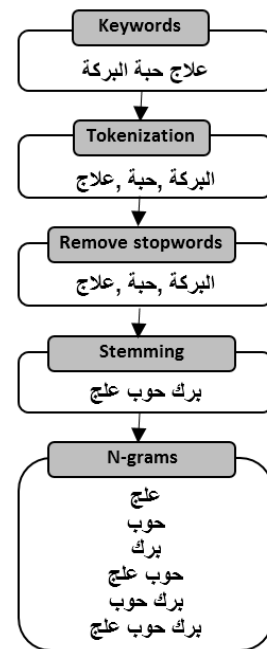 Keywords
علاج حبة البركة
Tokenization
البركة ,حبة ,علاج
Remove stopwords
البركة ,حبة ,علاج
Stemming
برك حوب علج
N-grams
علج
حوب
برك
حوب علج
برك حوب
برك حوب علج